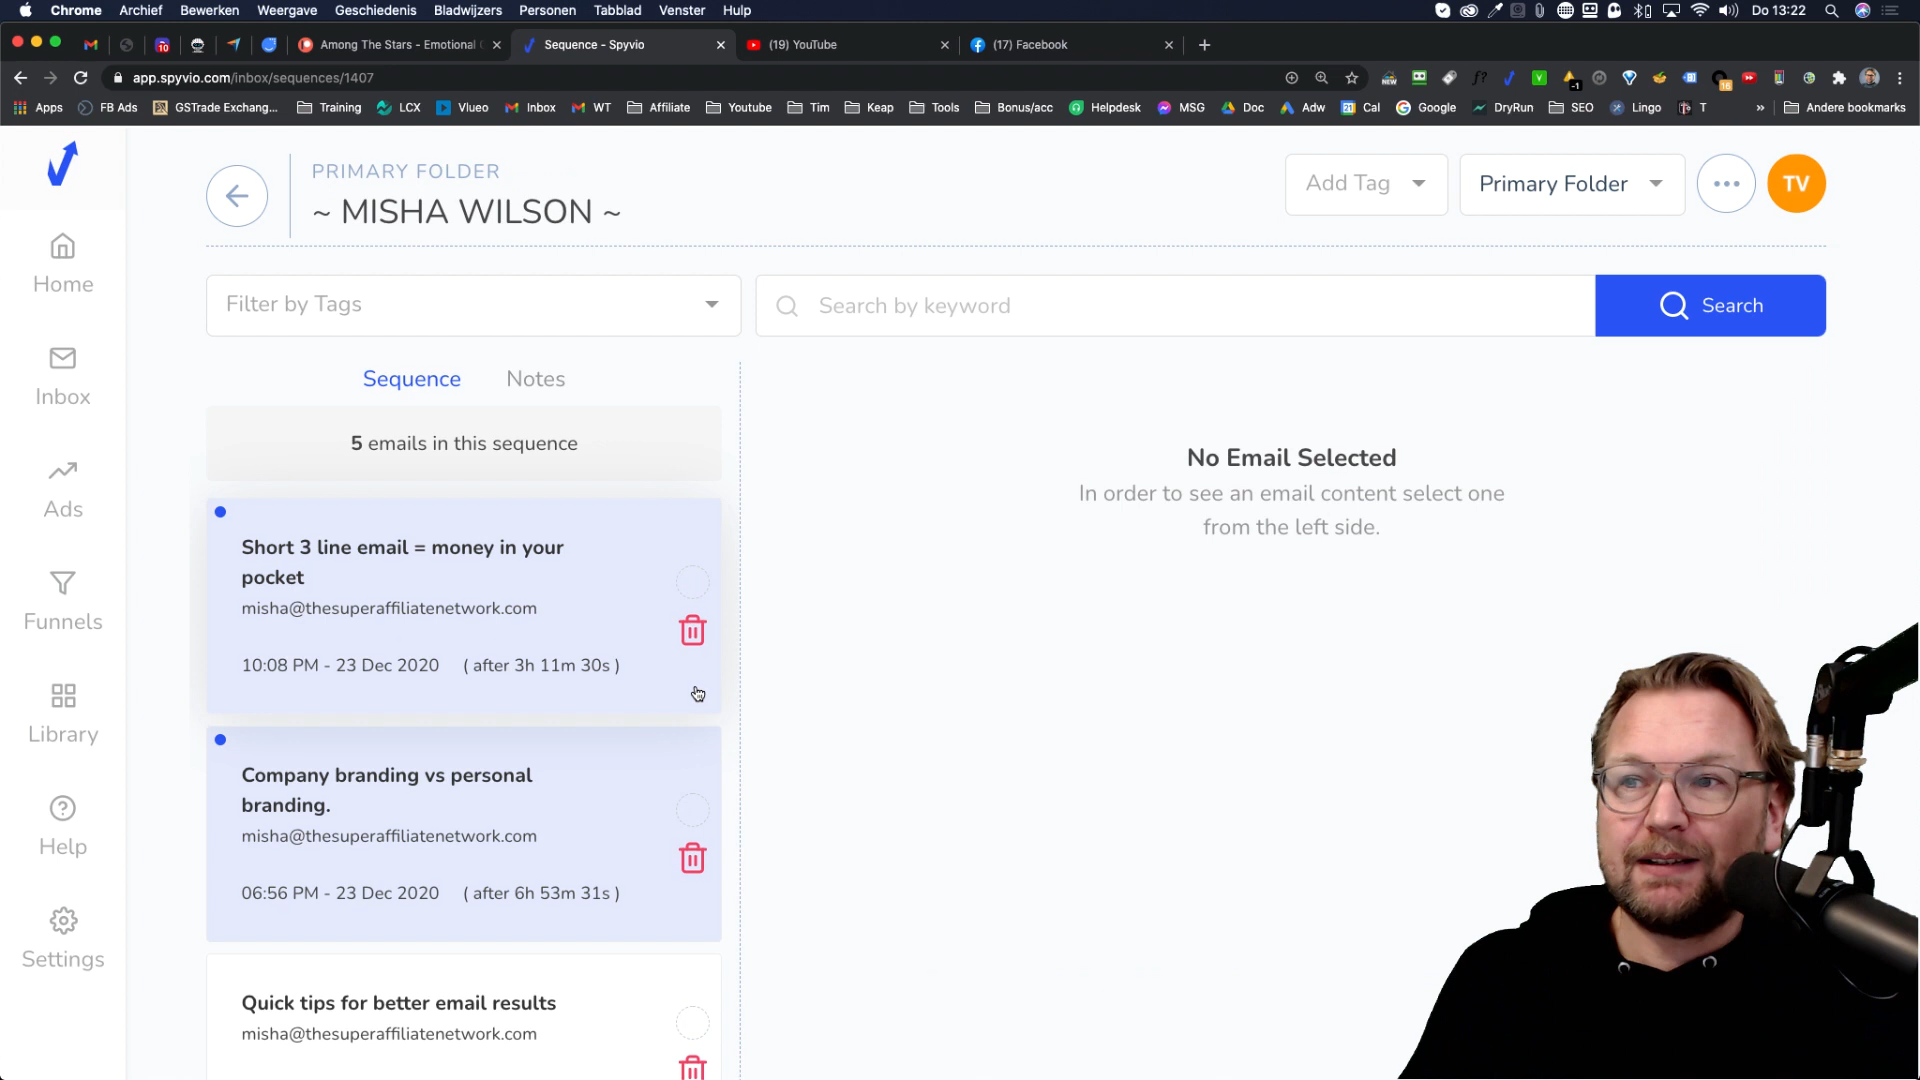 Chrome Archief Bewerken Weergave Geschiedenis Bladwijzers Personen Tabblad Venster Hulp Do 13:22
10 Among The Stars - Emotional Sequence - Spyvio (19) YouTube (17) Facebook
app.spyvio.com/inbox/sequences/1407
Apps FB Ads GSTrade Exchang... Training LCX Vlueo Inbox WT Affiliate Youtube Tim Keap Tools Bonus/acc Helpdesk MSG Doc Adw Cal Google DryRun SEO Lingo T » Andere bookmarks
PRIMARY FOLDER
~ MISHA WILSON ~
Add Tag
Primary Folder
TV
Home
Inbox
Ads
Funnels
Library
Help
Settings
Filter by Tags
Search by keyword
Search
Sequence Notes
5 emails in this sequence
Short 3 line email = money in your
pocket
misha@thesuperaffiliatenetwork.com
10:08 PM - 23 Dec 2020 ( after 3h 11m 30s )
Company branding vs personal
branding.
misha@thesuperaffiliatenetwork.com
06:56 PM - 23 Dec 2020 ( after 6h 53m 31s )
Quick tips for better email results
misha@thesuperaffiliatenetwork.com
No Email Selected
In order to see an email content select one
from the left side.